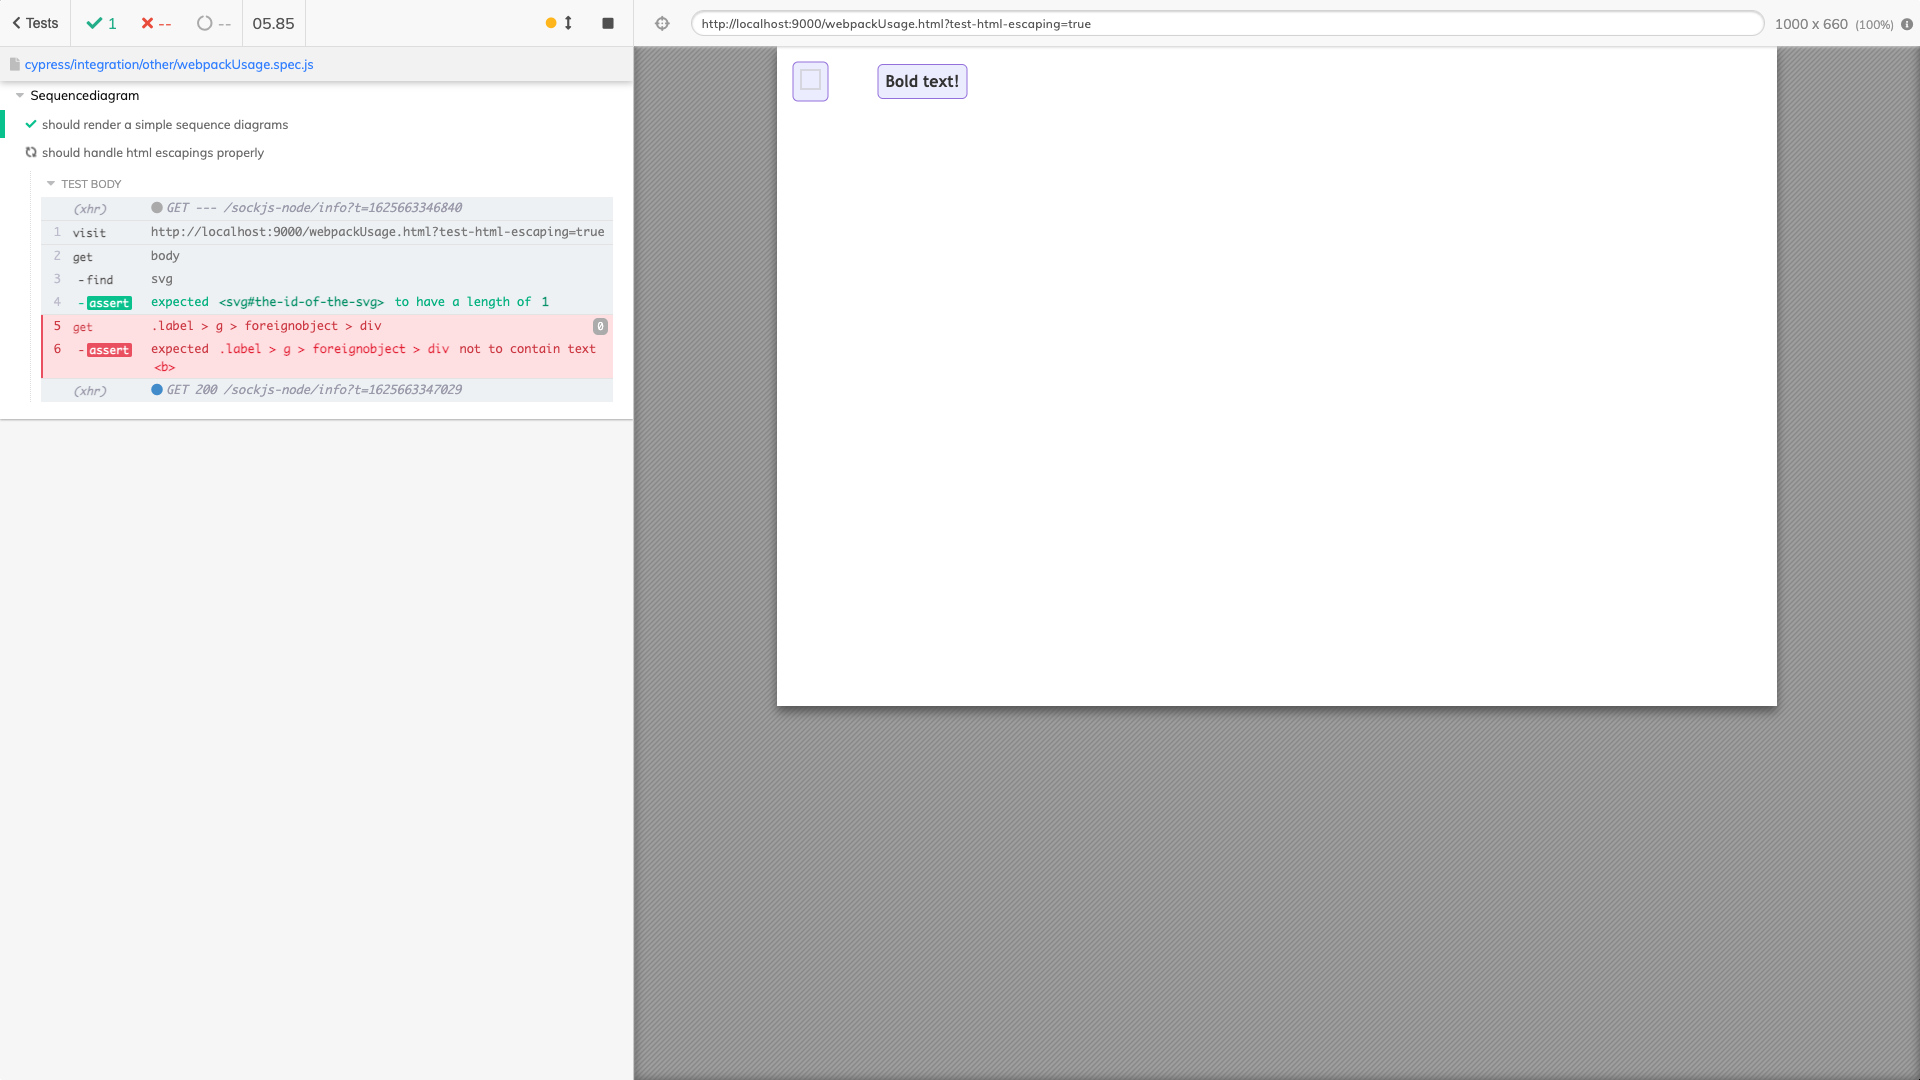 Tests
1
--
--
05.85
http://localhost:9000/webpackUsage.html?test-html-escaping=true
1000 x 660 (100%)
cypress/integration/other/webpackUsage.spec.js
Sequencediagram
should render a simple sequence diagrams
should handle html escapings properly
TEST BODY
(xhr) GET --- /sockjs-node/info?t=1625663346840
1 visit http://localhost:9000/webpackUsage.html?test-html-escaping=true
2 get body
3 -find svg
4 -assert expected <svg#the-id-of-the-svg> to have a length of 1
5 get .label > g > foreignobject > div 0
6 -assert expected .label > g > foreignobject > div not to contain text
<b>
(xhr) GET 200 /sockjs-node/info?t=1625663347029
Bold text!